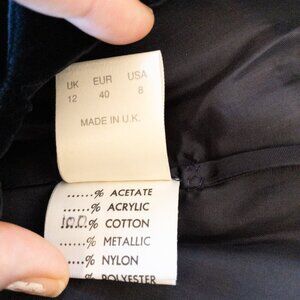 UK EUR USA
12 40 8
MADE IN U.K.
......% ACETATE
......% ACRYLIC
100% COTTON
......% METALLIC
......% NYLON
....% POLYESTER